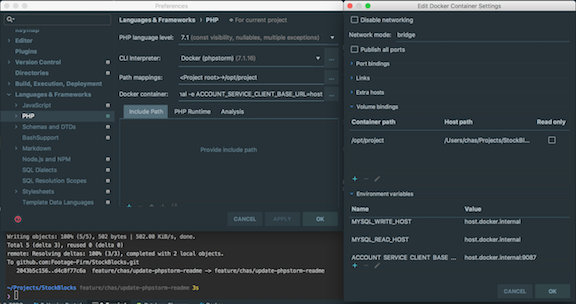 Preferences
Languages & Frameworks › PHP
For current project
Keymap
Editor
Plugins
Version Control
Directories
Build, Execution, Deployment
Languages & Frameworks
JavaScript
PHP
Schemas and DTDs
BashSupport
Markdown
Node.js and NPM
SQL Dialects
SQL Resolution Scopes
Stylesheets
Template Data Languages
PHP language level:
7.1 (const visibility, nullables, multiple exceptions)
CLI Interpreter:
Docker (phpstorm) (7.1.16)
...
Path mappings:
<Project root>→/opt/project
...
Docker container:
nal -e ACCOUNT_SERVICE_CLIENT_BASE_URL=host
...
Include Path
PHP Runtime
Analysis
Provide include path
?
CANCEL
APPLY
OK
Writing objects: 100% (5/5), 502 bytes | 502.00 KiB/s, done.
Total 5 (delta 3), reused 0 (delta 0)
remote: Resolving deltas: 100% (3/3), completed with 2 local objects.
To github.com:Footage-Firm/StockBlocks.git
2043b5c156..d4c8f77c6a feature/chas/update-phpstorm-readme -> feature/chas/update-phpstorm-readme
~/Projects/StockBlocks feature/chas/update-phpstorm-readme 3s
Edit Docker Container Settings
Disable networking
Network mode:
bridge
Publish all ports
Port bindings
Links
Extra hosts
Volume bindings
Container path
Host path
Read only
/opt/project
/Users/chas/Projects/StockBl...
Environment variables
Name
Value
MYSQL_WRITE_HOST
host.docker.internal
MYSQL_READ_HOST
host.docker.internal
ACCOUNT_SERVICE_CLIENT_BASE_...
host.docker.internal:9087
CANCEL
OK